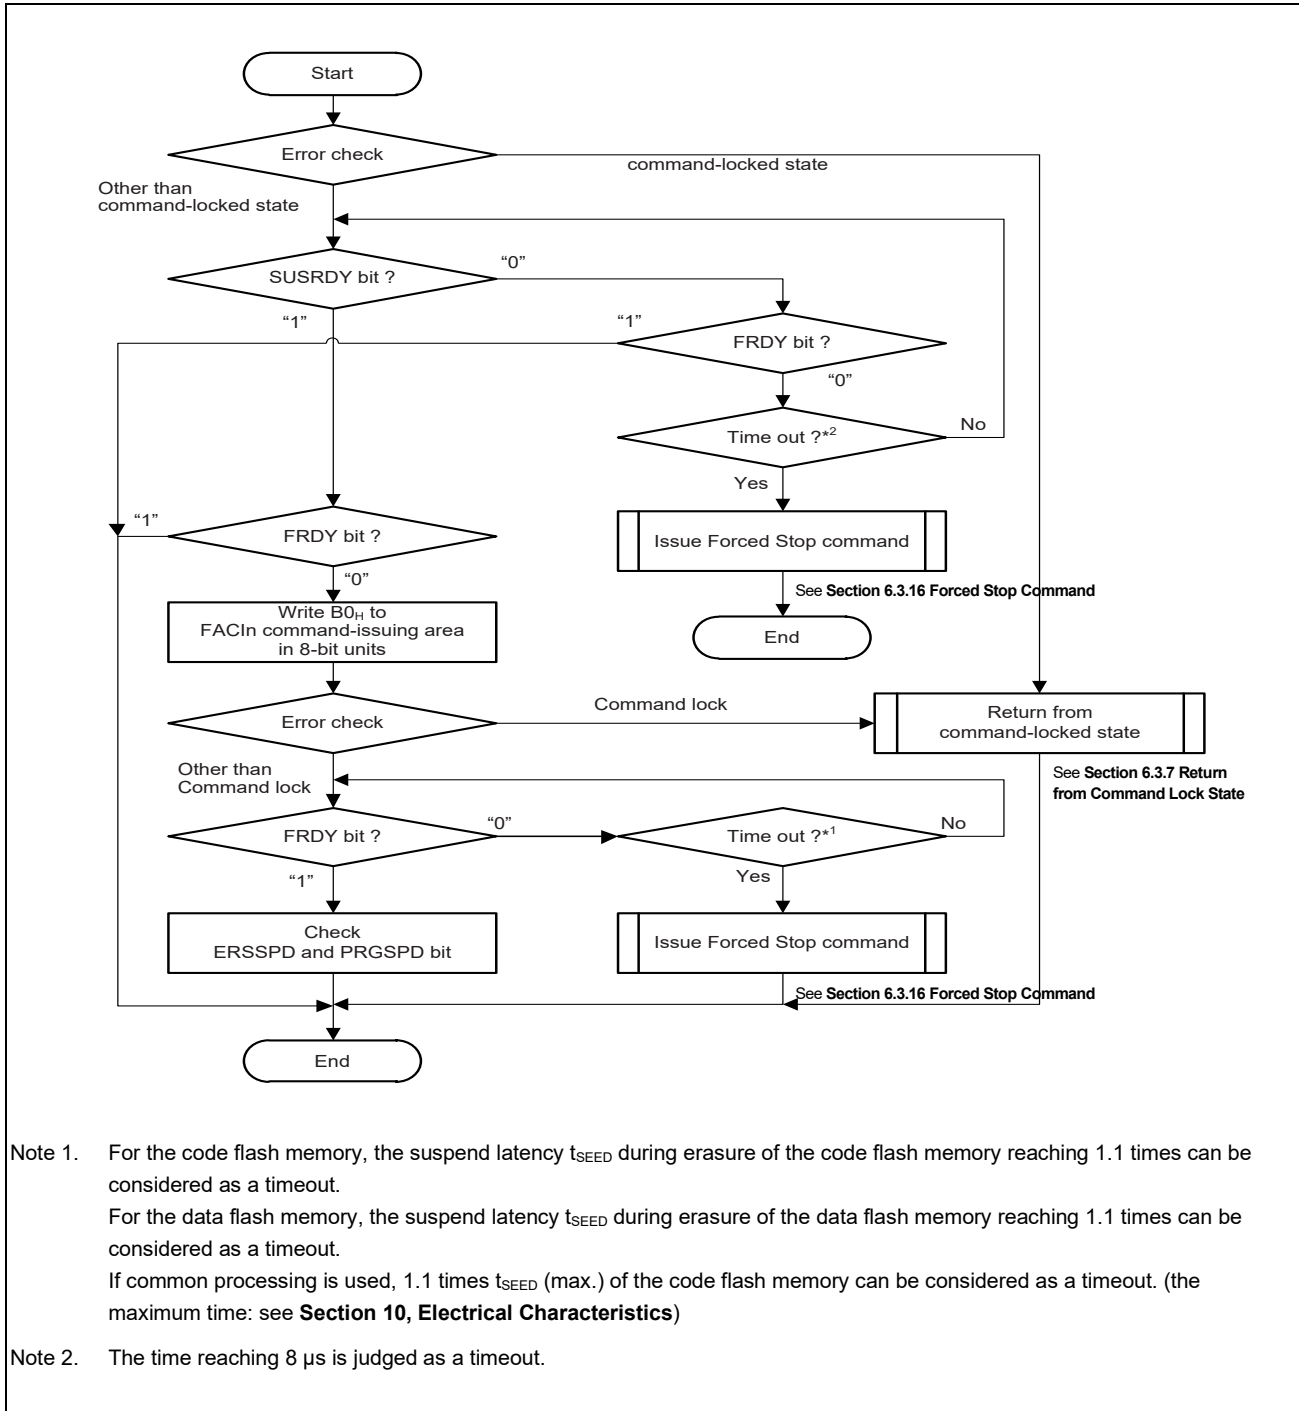 Start
Error check
command-locked state
Other than
command-locked state
SUSRDY bit ?
“0”
“1”
“1”
FRDY bit ?
“0”
Time out ?*2
No
Yes
Issue Forced Stop command
See Section 6.3.16 Forced Stop Command
End
“1”
FRDY bit ?
“0”
Write B0H to
FACIn command-issuing area
in 8-bit units
Error check
Command lock
Return from
command-locked state
See Section 6.3.7 Return
from Command Lock State
Other than
Command lock
FRDY bit ?
“0”
Time out ?*1
No
“1”
Yes
Check
ERSSPD and PRGSPD bit
Issue Forced Stop command
See Section 6.3.16 Forced Stop Command
End
Note 1. For the code flash memory, the suspend latency tSEED during erasure of the code flash memory reaching 1.1 times can be
considered as a timeout.
For the data flash memory, the suspend latency tSEED during erasure of the data flash memory reaching 1.1 times can be
considered as a timeout.
If common processing is used, 1.1 times tSEED (max.) of the code flash memory can be considered as a timeout. (the
maximum time: see Section 10, Electrical Characteristics)
Note 2. The time reaching 8 μs is judged as a timeout.